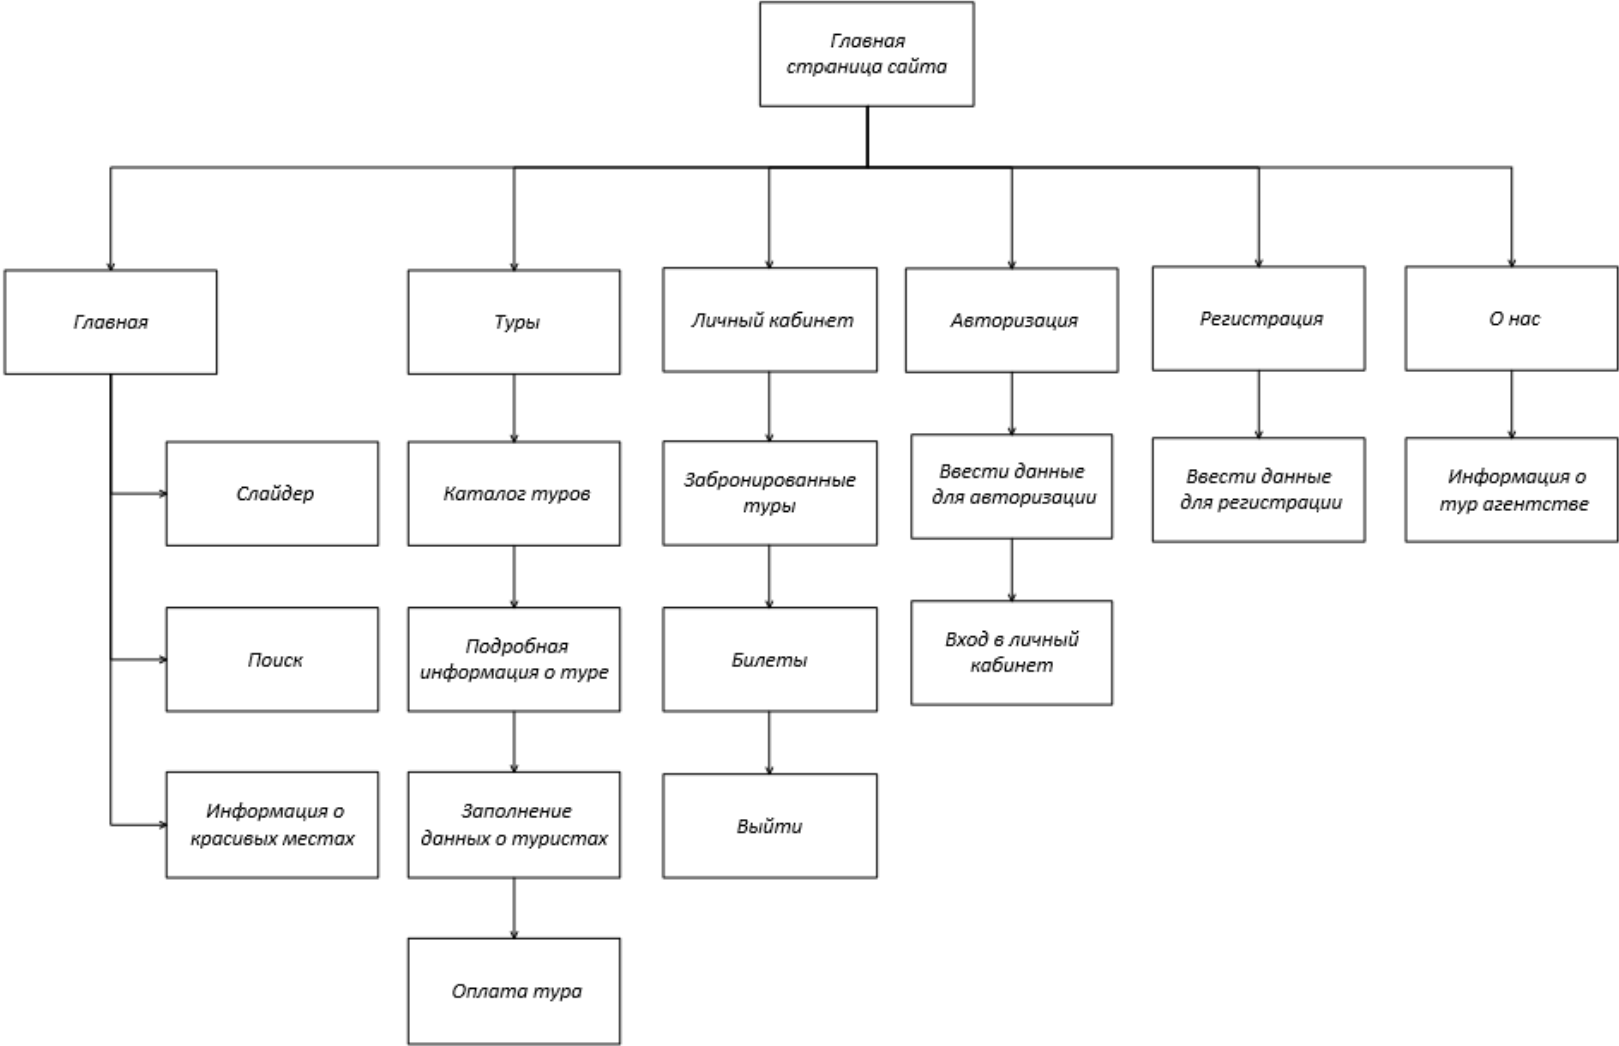 Главная
страница сайта
Главная
Туры
Личный кабинет
Авторизация
Регистрация
О нас
Слайдер
Каталог туров
Забронированные
туры
Ввести данные
для авторизации
Ввести данные
для регистрации
Информация о
тур агентстве
Поиск
Подробная
информация о туре
Билеты
Вход в личный
кабинет
Информация о
красивых местах
Заполнение
данных о туристах
Выйти
Оплата тура